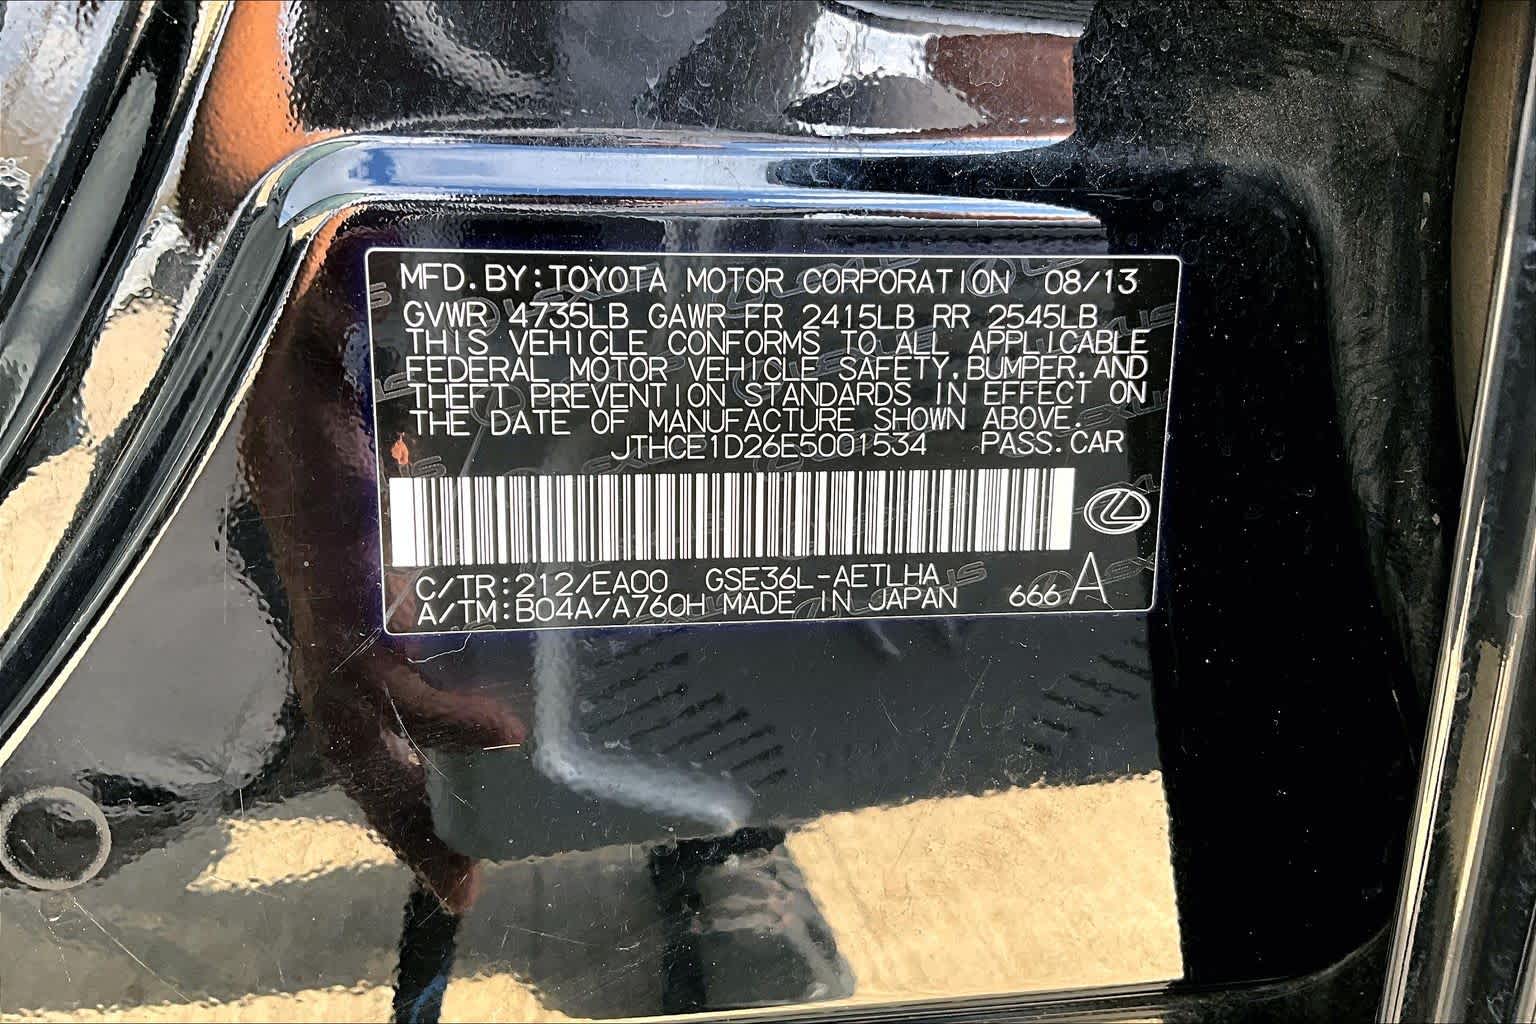 MFD.BY:TOYOTA MOTOR CORPORATION 08/13
GVWR 4735LB GAWR FR 2415LB RR 2545LB
THIS VEHICLE CONFORMS TO ALL APPLICABLE
FEDERAL MOTOR VEHICLE SAFETY,BUMPER,AND
THEFT PREVENTION STANDARDS IN EFFECT ON
THE DATE OF MANUFACTURE SHOWN ABOVE.
JTHCE1D26E5001534 PASS.CAR
C/TR:212/EA00 GSE36L-AETLHA
A/TM:B04A/A760H MADE IN JAPAN 666 A